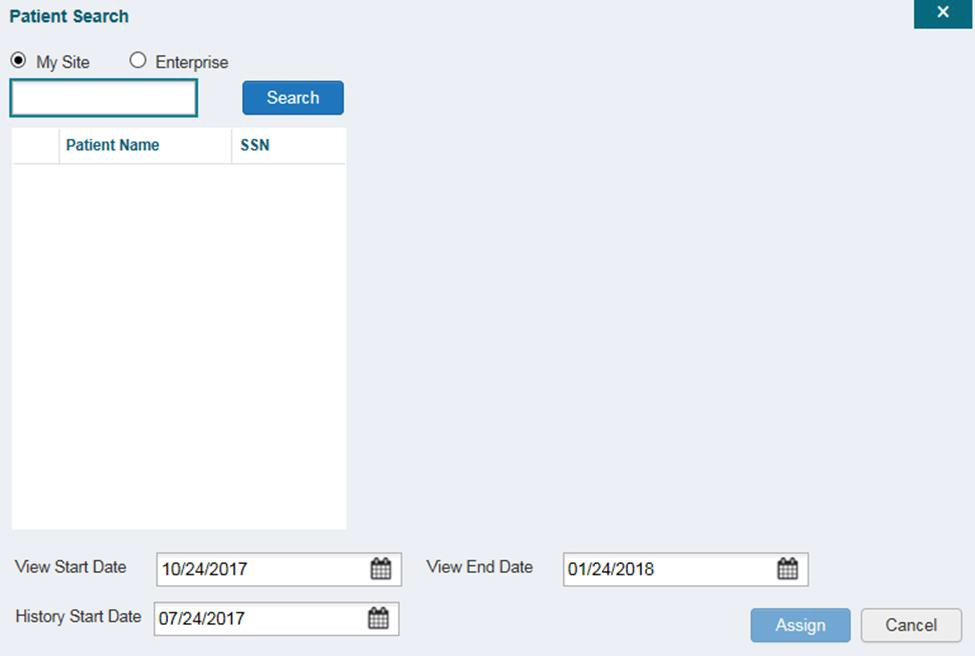 Patient Search
My Site Enterprise
Search
Patient Name SSN
View Start Date 10/24/2017 View End Date 01/24/2018
History Start Date 07/24/2017
Assign Cancel